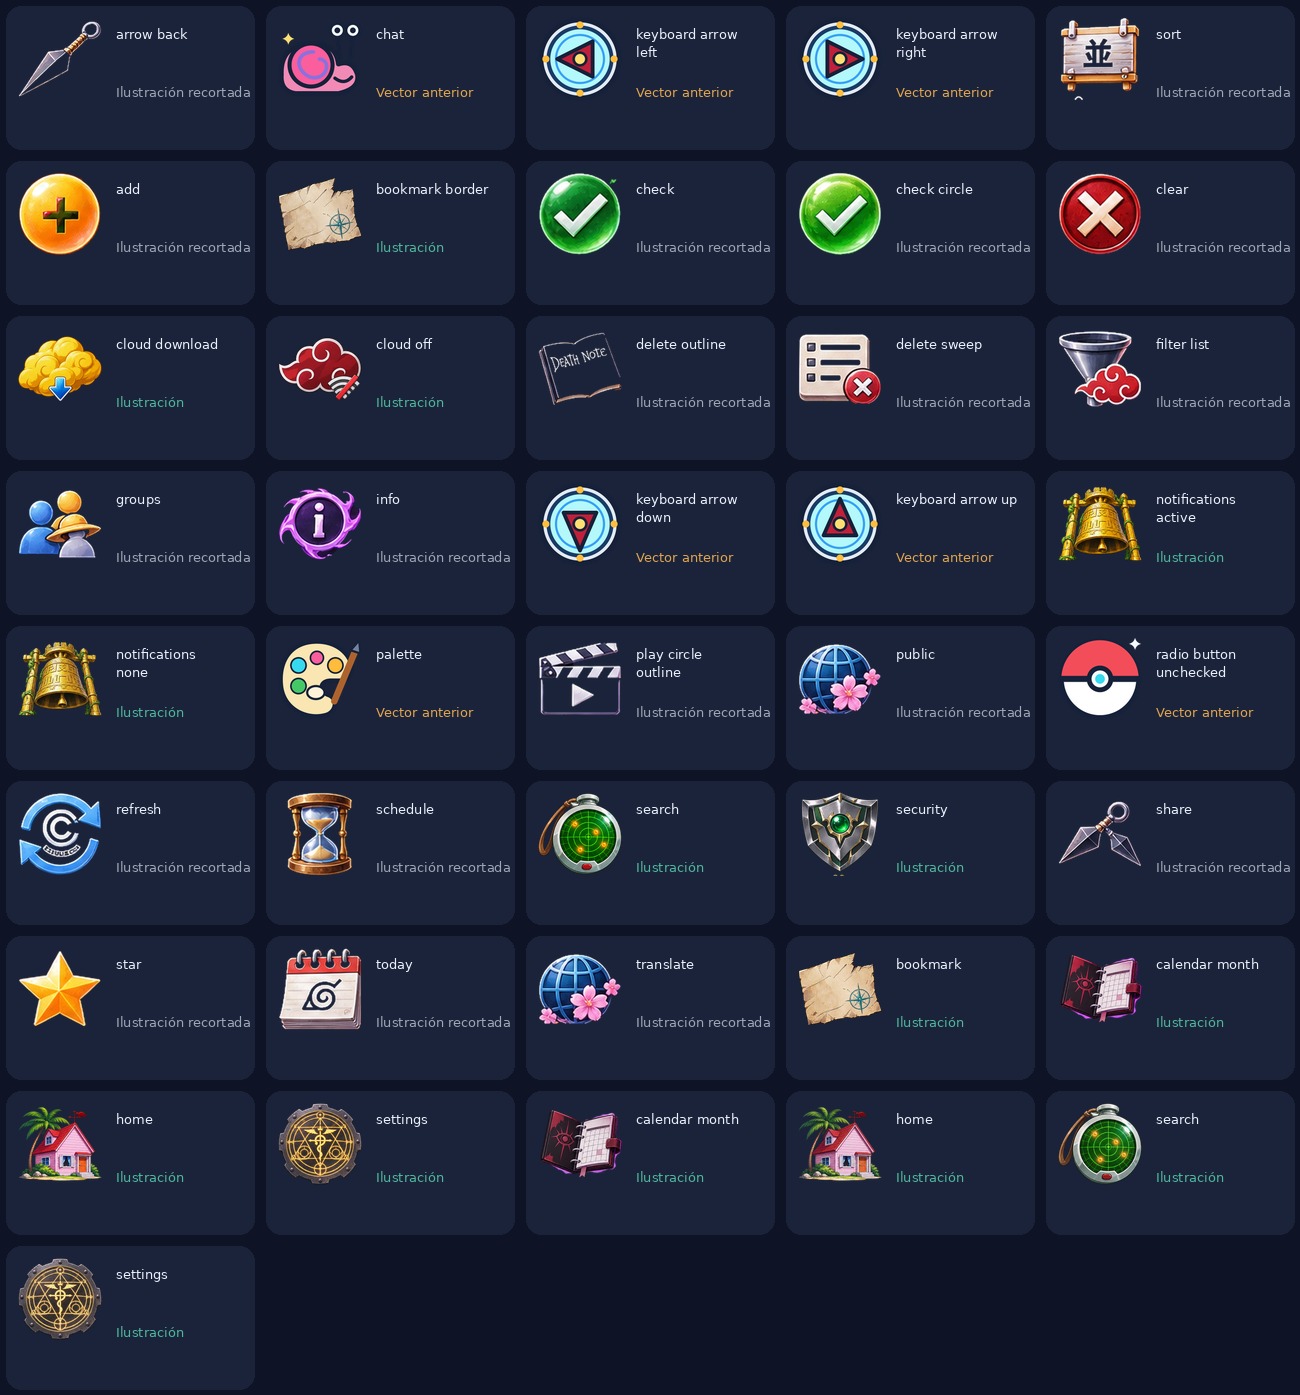 arrow back
Ilustración recortada
chat
Vector anterior
keyboard arrow
left
Vector anterior
keyboard arrow
right
Vector anterior
並
sort
Ilustración recortada
add
Ilustración recortada
bookmark border
Ilustración
check
Ilustración recortada
check circle
Ilustración recortada
clear
Ilustración recortada
cloud download
Ilustración
cloud off
Ilustración
DEATH NOTE
delete outline
Ilustración recortada
delete sweep
Ilustración recortada
filter list
Ilustración recortada
groups
Ilustración recortada
i
info
Ilustración recortada
keyboard arrow
down
Vector anterior
keyboard arrow up
Vector anterior
notifications
active
Ilustración
notifications
none
Ilustración
palette
Vector anterior
play circle
outline
Ilustración recortada
public
Ilustración recortada
radio button
unchecked
Vector anterior
refresh
Ilustración recortada
schedule
Ilustración recortada
search
Ilustración
security
Ilustración
share
Ilustración recortada
star
Ilustración recortada
today
Ilustración recortada
translate
Ilustración recortada
bookmark
Ilustración
calendar month
Ilustración
home
Ilustración
settings
Ilustración
calendar month
Ilustración
home
Ilustración
search
Ilustración
settings
Ilustración